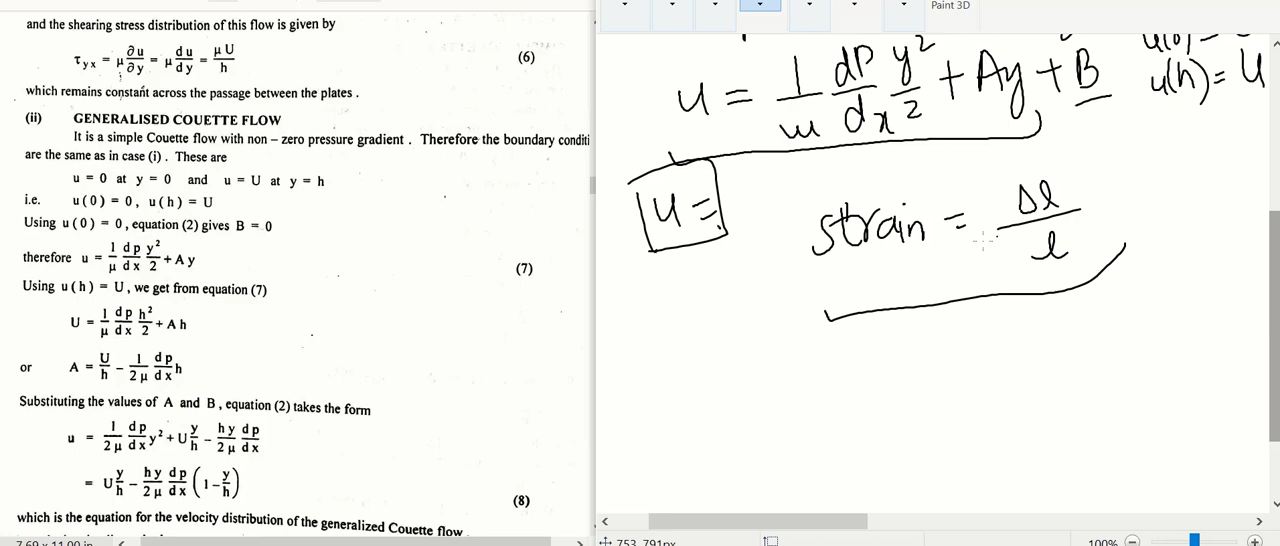 and the shearing stress distribution of this flow is given by
τyx = μ ∂u/∂y = μ du/dy = μU/h (6)
which remains constant across the passage between the plates .
(ii) GENERALISED COUETTE FLOW
It is a simple Couette flow with non – zero pressure gradient . Therefore the boundary conditi
are the same as in case (i) . These are
u = 0 at y = 0 and u = U at y = h
i.e. u(0) = 0 , u(h) = U
Using u(0) = 0 , equation (2) gives B = 0
therefore u = 1/μ dp/dx y²/2 + A y (7)
Using u(h) = U , we get from equation (7)
U = 1/μ dp/dx h²/2 + A h
or A = U/h – 1/2μ dp/dx h
Substituting the values of A and B , equation (2) takes the form
u = 1/2μ dp/dx y² + U y/h – hy/2μ dp/dx
= U y/h – hy/2μ dp/dx (1 – y/h) (8)
which is the equation for the velocity distribution of the generalized Couette flow
7.69 x 11.00 in
Paint 3D
u = 1/μ dP/dx y²/2 + Ay + B
u(h) = U
u =
strain = Δl/l
753, 791px
100%